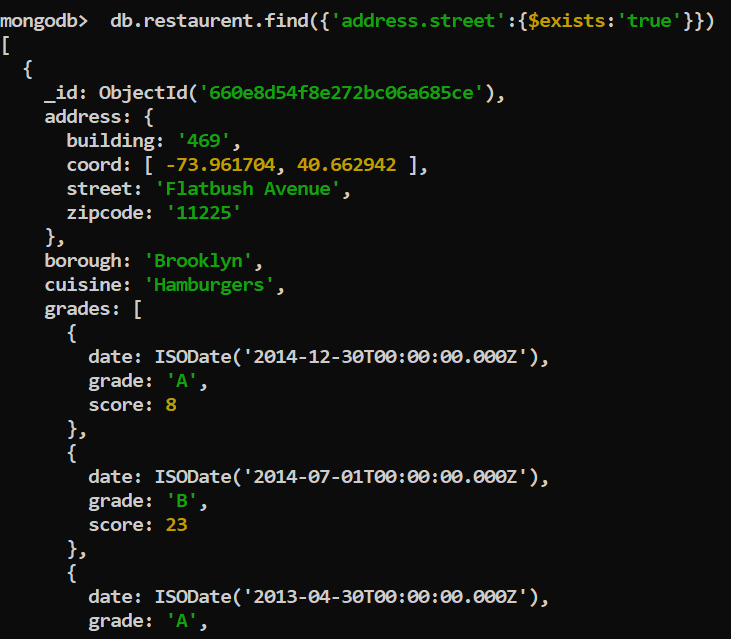 mongodb>  db.restaurent.find({'address.street':{$exists:'true'}})
[
  {
    _id: ObjectId('660e8d54f8e272bc06a685ce'),
    address: {
      building: '469',
      coord: [ -73.961704, 40.662942 ],
      street: 'Flatbush Avenue',
      zipcode: '11225'
    },
    borough: 'Brooklyn',
    cuisine: 'Hamburgers',
    grades: [
      {
        date: ISODate('2014-12-30T00:00:00.000Z'),
        grade: 'A',
        score: 8
      },
      {
        date: ISODate('2014-07-01T00:00:00.000Z'),
        grade: 'B',
        score: 23
      },
      {
        date: ISODate('2013-04-30T00:00:00.000Z'),
        grade: 'A',